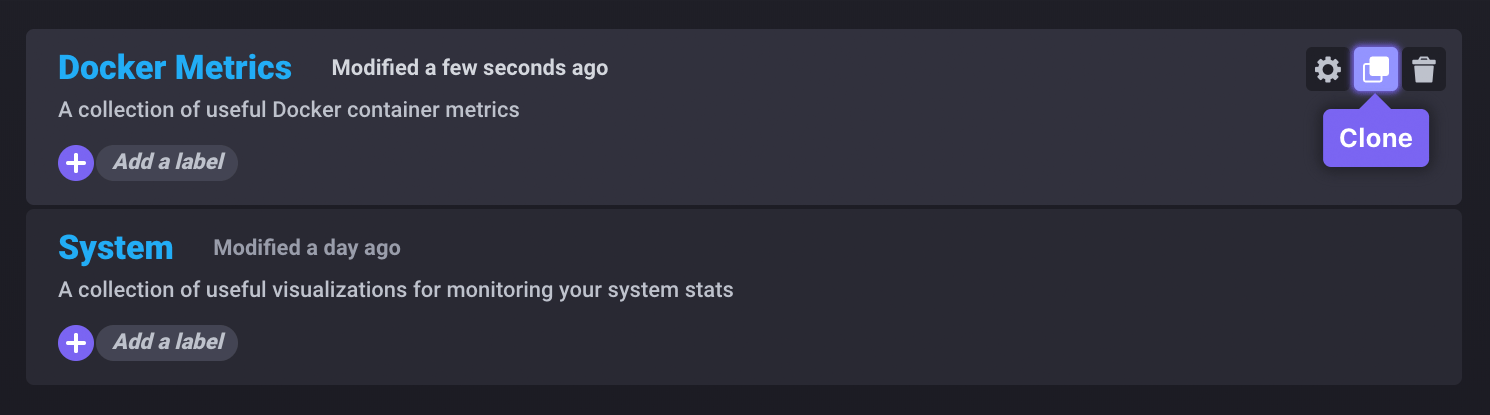 Docker Metrics Modified a few seconds ago
A collection of useful Docker container metrics
Clone
Add a label
System Modified a day ago
A collection of useful visualizations for monitoring your system stats
Add a label